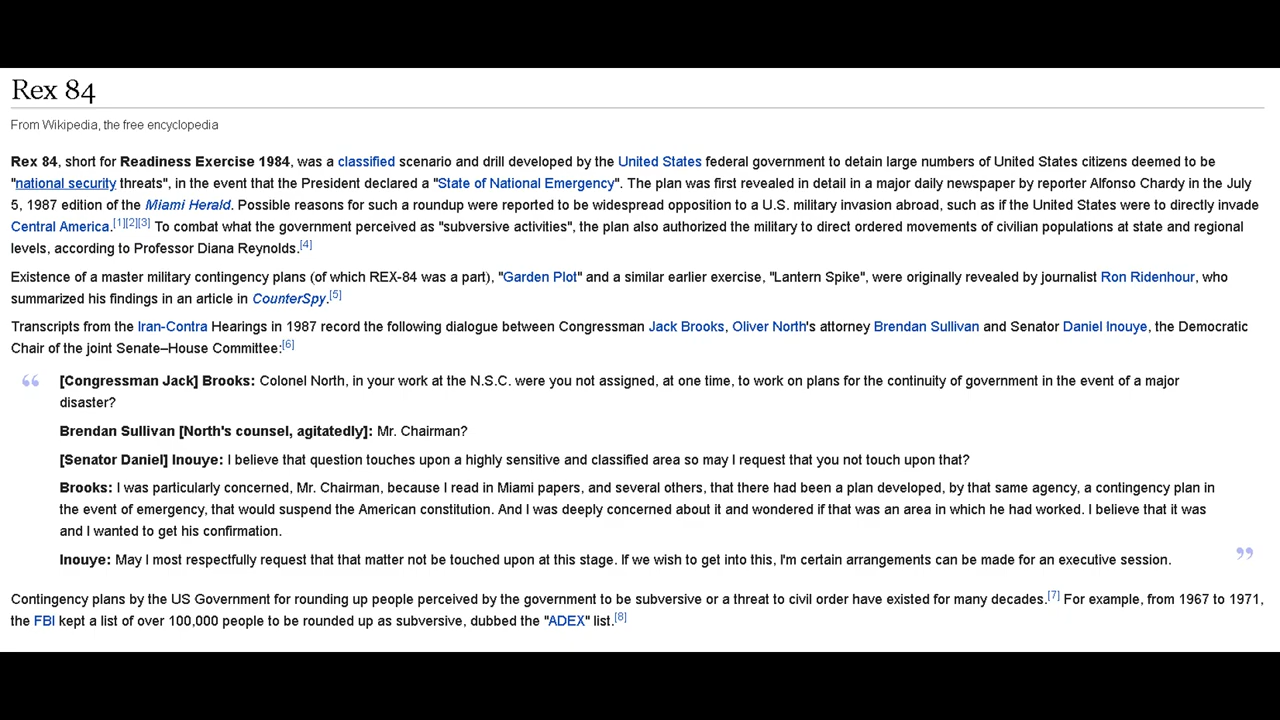 Rex 84
From Wikipedia, the free encyclopedia
Rex 84, short for Readiness Exercise 1984, was a classified scenario and drill developed by the United States federal government to detain large numbers of United States citizens deemed to be
"national security threats", in the event that the President declared a "State of National Emergency". The plan was first revealed in detail in a major daily newspaper by reporter Alfonso Chardy in the July
5, 1987 edition of the Miami Herald. Possible reasons for such a roundup were reported to be widespread opposition to a U.S. military invasion abroad, such as if the United States were to directly invade
Central America.[1][2][3] To combat what the government perceived as "subversive activities", the plan also authorized the military to direct ordered movements of civilian populations at state and regional
levels, according to Professor Diana Reynolds.[4]
Existence of a master military contingency plans (of which REX-84 was a part), "Garden Plot" and a similar earlier exercise, "Lantern Spike", were originally revealed by journalist Ron Ridenhour, who
summarized his findings in an article in CounterSpy.[5]
Transcripts from the Iran-Contra Hearings in 1987 record the following dialogue between Congressman Jack Brooks, Oliver North's attorney Brendan Sullivan and Senator Daniel Inouye, the Democratic
Chair of the joint Senate–House Committee:[6]
“ [Congressman Jack] Brooks: Colonel North, in your work at the N.S.C. were you not assigned, at one time, to work on plans for the continuity of government in the event of a major
disaster?
Brendan Sullivan [North's counsel, agitatedly]: Mr. Chairman?
[Senator Daniel] Inouye: I believe that question touches upon a highly sensitive and classified area so may I request that you not touch upon that?
Brooks: I was particularly concerned, Mr. Chairman, because I read in Miami papers, and several others, that there had been a plan developed, by that same agency, a contingency plan in
the event of emergency, that would suspend the American constitution. And I was deeply concerned about it and wondered if that was an area in which he had worked. I believe that it was
and I wanted to get his confirmation.
Inouye: May I most respectfully request that that matter not be touched upon at this stage. If we wish to get into this, I'm certain arrangements can be made for an executive session. ”
Contingency plans by the US Government for rounding up people perceived by the government to be subversive or a threat to civil order have existed for many decades.[7] For example, from 1967 to 1971,
the FBI kept a list of over 100,000 people to be rounded up as subversive, dubbed the "ADEX" list.[8]